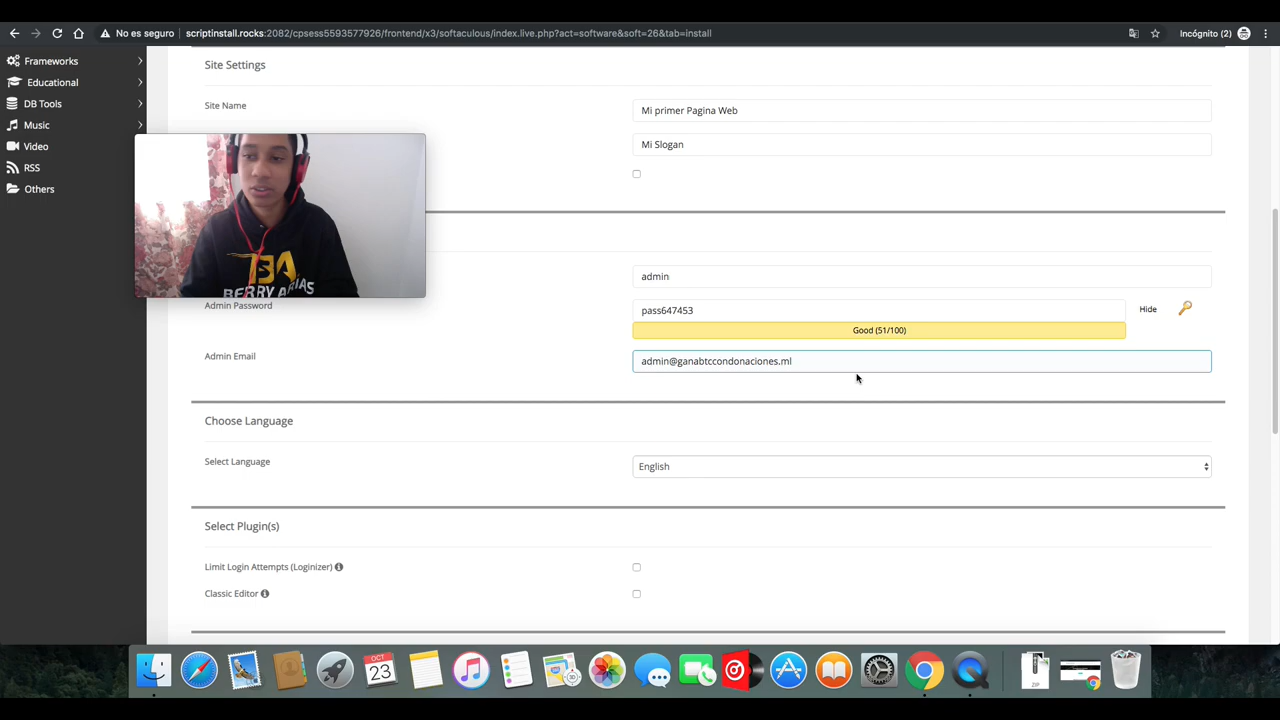 No es seguro
scriptinstall.rocks:2082/cpsess5593577926/frontend/x3/softaculous/index.live.php?act=software&soft=26&tab=install
Incógnito (2)
Frameworks
Educational
DB Tools
Music
Video
RSS
Others
Site Settings
Site Name
Mi primer Pagina Web
Mi Slogan
BERRY ARIAS
admin
Admin Password
pass647453
Hide
Good (51/100)
Admin Email
admin@ganabtccondonaciones.ml
Choose Language
Select Language
English
Select Plugin(s)
Limit Login Attempts (Loginizer)
Classic Editor
OCT
23
ZIP